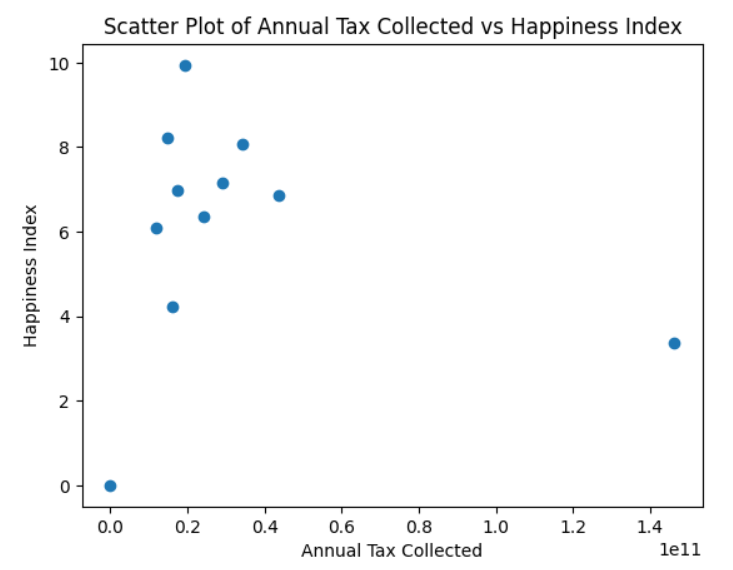 Scatter Plot of Annual Tax Collected vs Happiness Index
10
8
6
4
2
0
Happiness Index
0.0 0.2 0.4 0.6 0.8 1.0 1.2 1.4
1e11
Annual Tax Collected